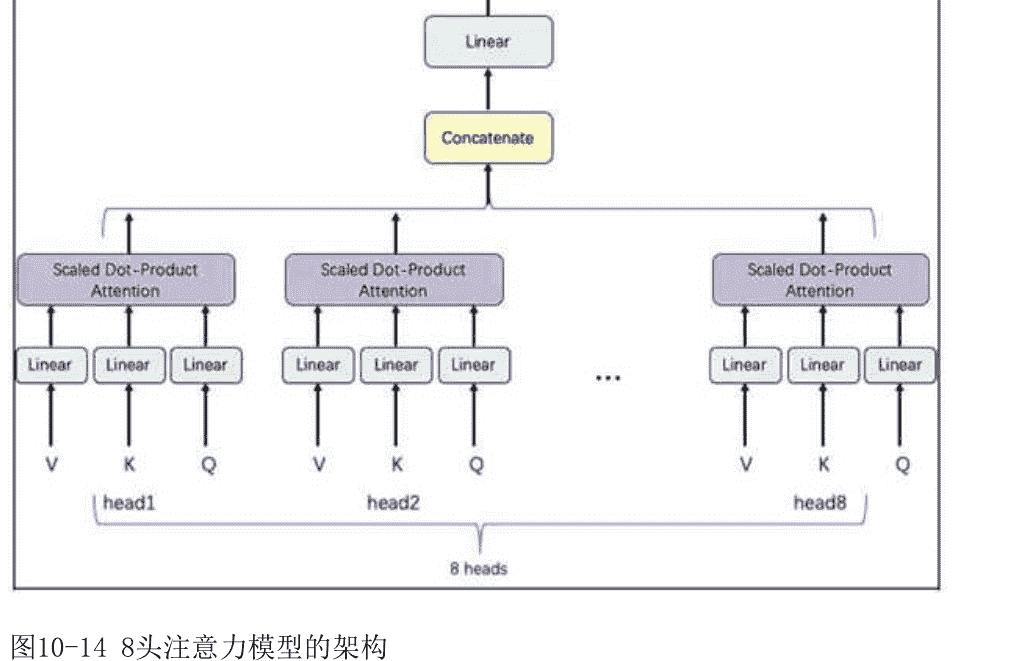 Linear
Concatenate
Scaled Dot-Product Attention
Scaled Dot-Product Attention
Scaled Dot-Product Attention
Linear Linear Linear
Linear Linear Linear
...
Linear Linear Linear
V K Q
V K Q
V K Q
head1
head2
head8
8 heads
图10-14 8头注意力模型的架构